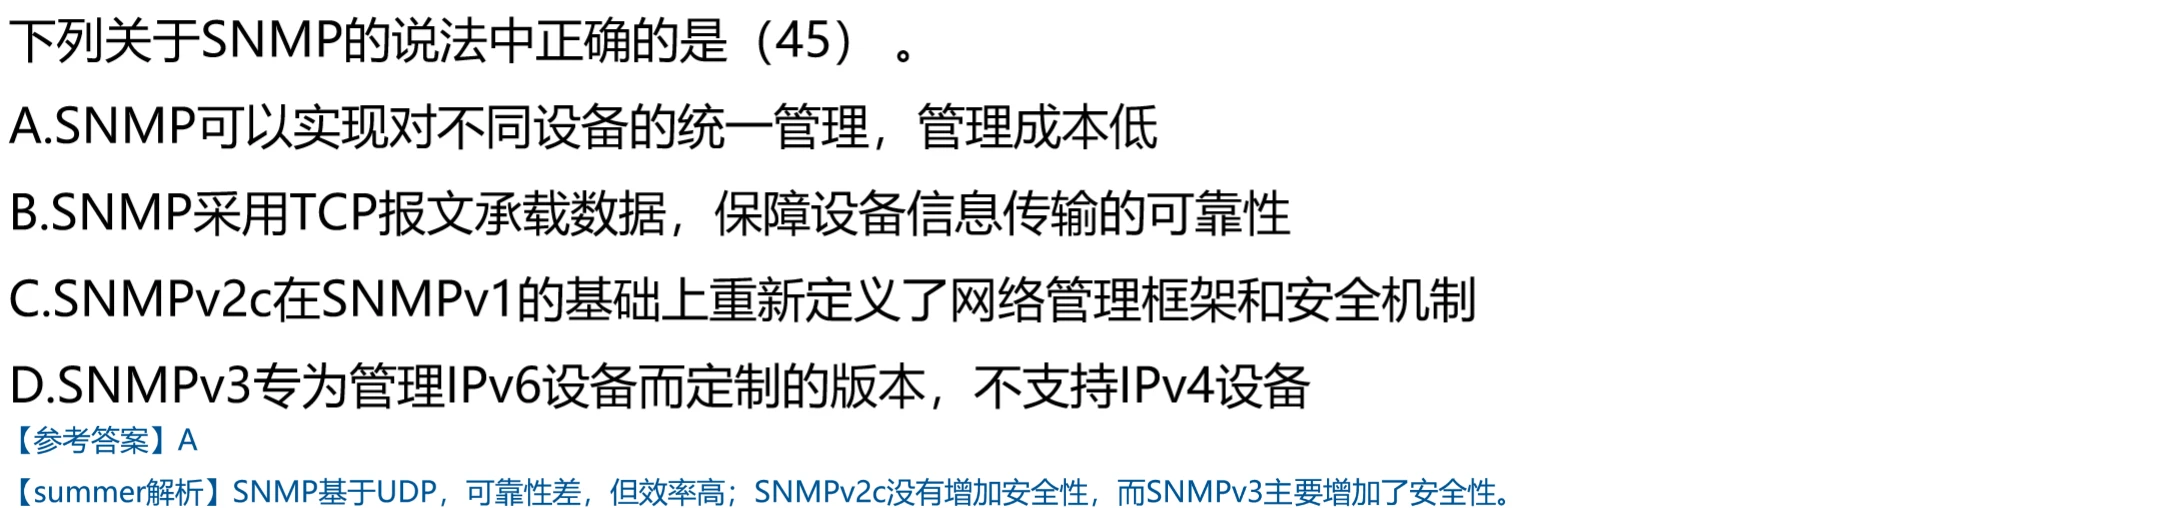 下列关于SNMP的说法中正确的是（45） 。
A.SNMP可以实现对不同设备的统一管理，管理成本低
B.SNMP采用TCP报文承载数据，保障设备信息传输的可靠性
C.SNMPv2c在SNMPv1的基础上重新定义了网络管理框架和安全机制
D.SNMPv3专为管理IPv6设备而定制的版本，不支持IPv4设备
【参考答案】A
【summer解析】SNMP基于UDP，可靠性差，但效率高；SNMPv2c没有增加安全性，而SNMPv3主要增加了安全性。